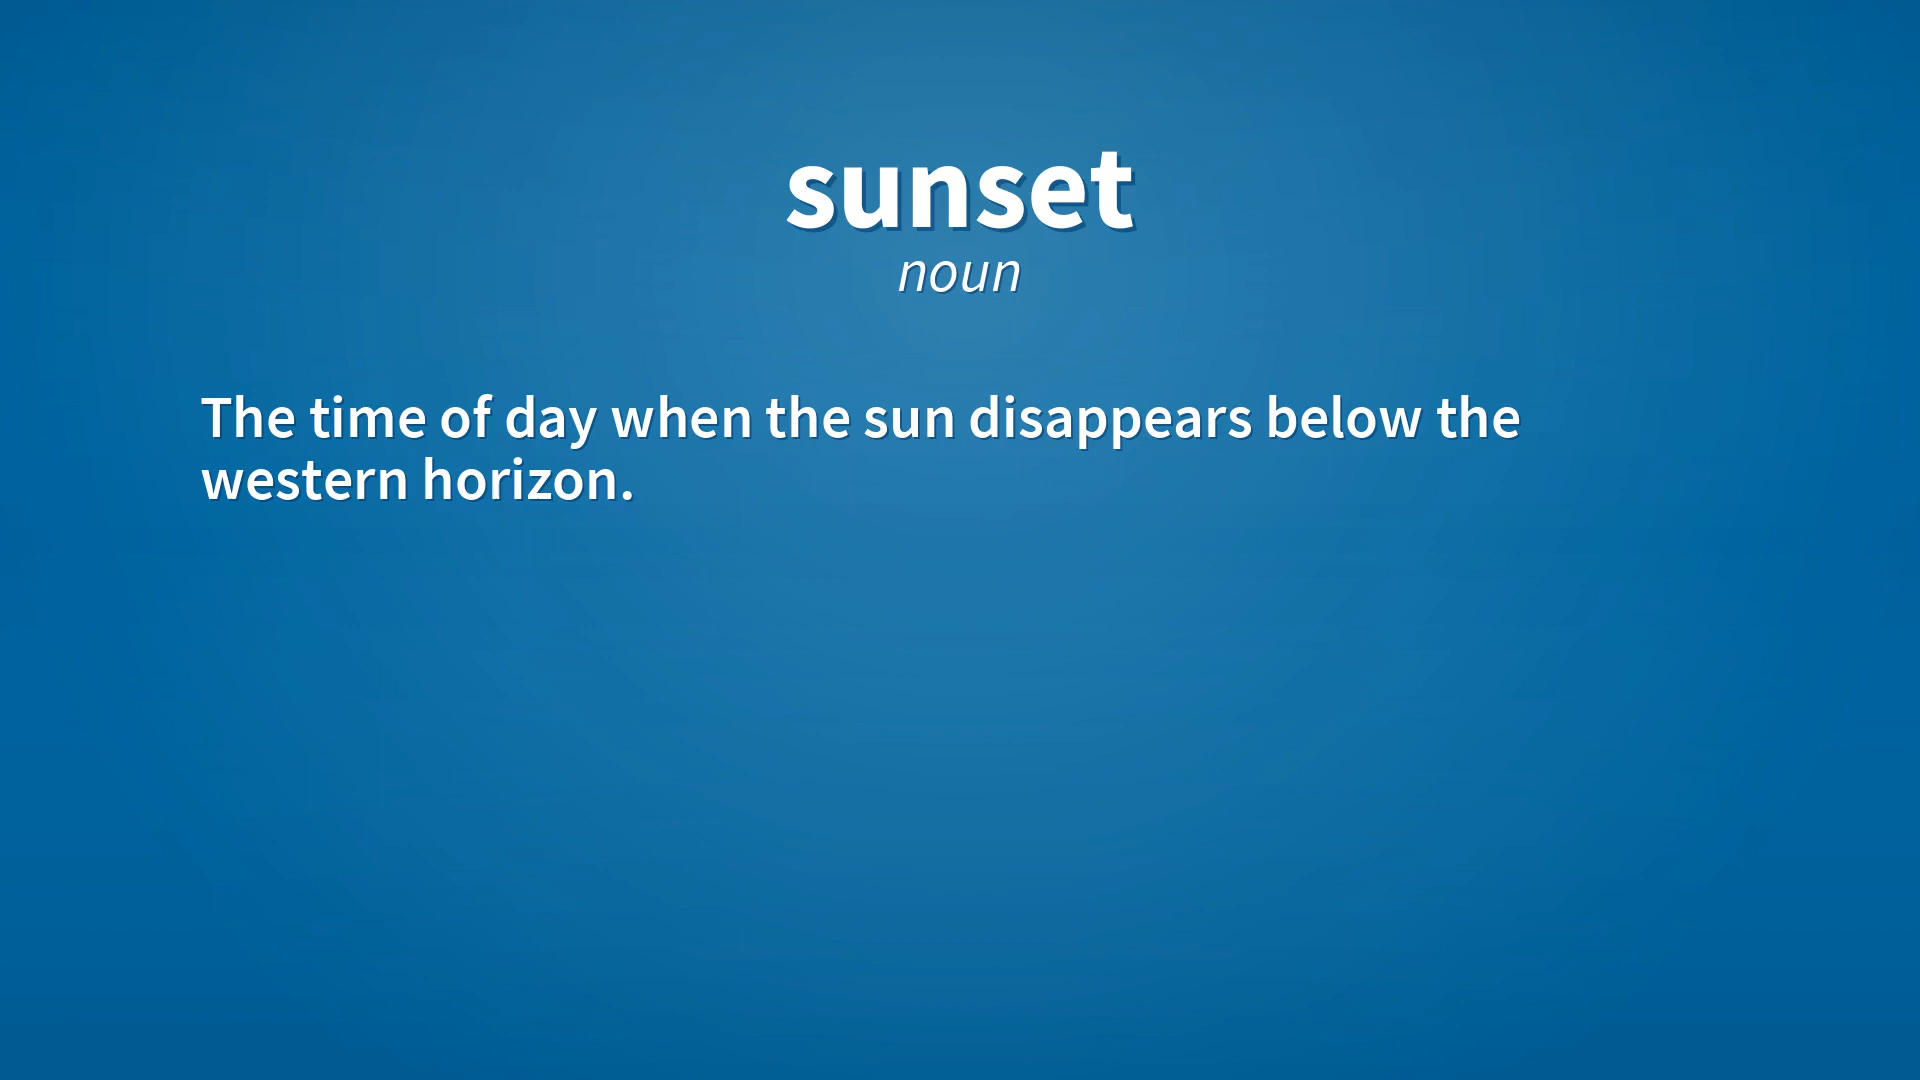 sunset
noun
The time of day when the sun disappears below the
western horizon.